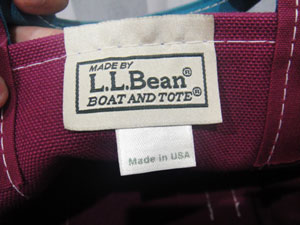 MADE BY
L.L.Bean®
BOAT AND TOTE®
Made in USA